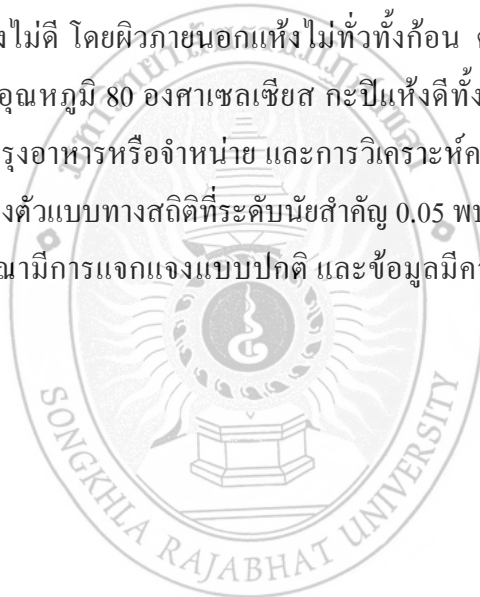 งไม่ดี โดยผิวภายนอกแห้งไม่ทั่วทั้งก้อน
อุณหภูมิ 80 องศาเซลเซียส กะปิแห้งดีทั้ง
รุงอาหารหรือจำหน่าย และการวิเคราะห์ค
งตัวแบบทางสถิติที่ระดับนัยสำคัญ 0.05 พบ
ณามีการแจกแจงแบบปกติ และข้อมูลมีคว
SONGKHLA RAJABHAT UNIVERSITY